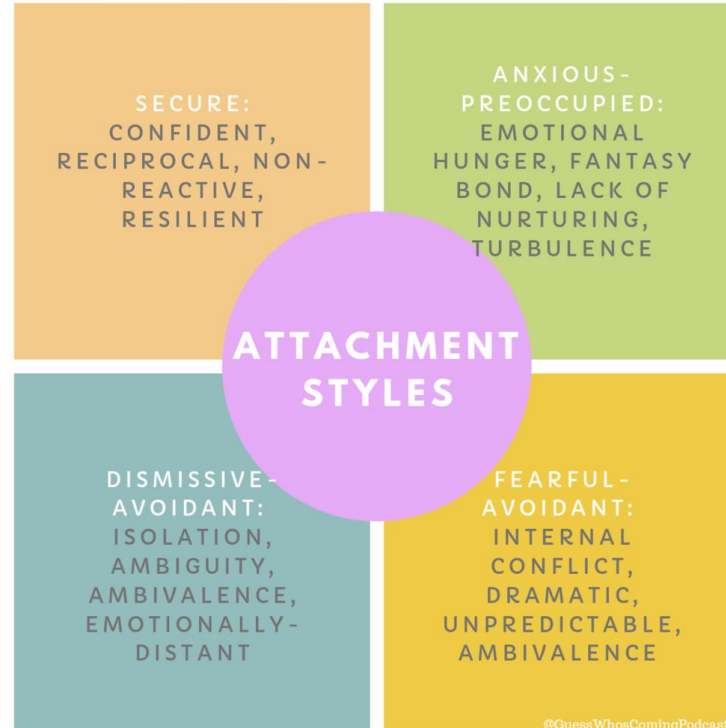 SECURE:
CONFIDENT,
RECIPROCAL, NON-
REACTIVE,
RESILIENT
ANXIOUS-
PREOCCUPIED:
EMOTIONAL
HUNGER, FANTASY
BOND, LACK OF
NURTURING,
TURBULENCE
ATTACHMENT
STYLES
DISMISSIVE-
AVOIDANT:
ISOLATION,
AMBIGUITY,
AMBIVALENCE,
EMOTIONALLY-
DISTANT
FEARFUL-
AVOIDANT:
INTERNAL
CONFLICT,
DRAMATIC,
UNPREDICTABLE,
AMBIVALENCE
@GuessWhosComingPodcast